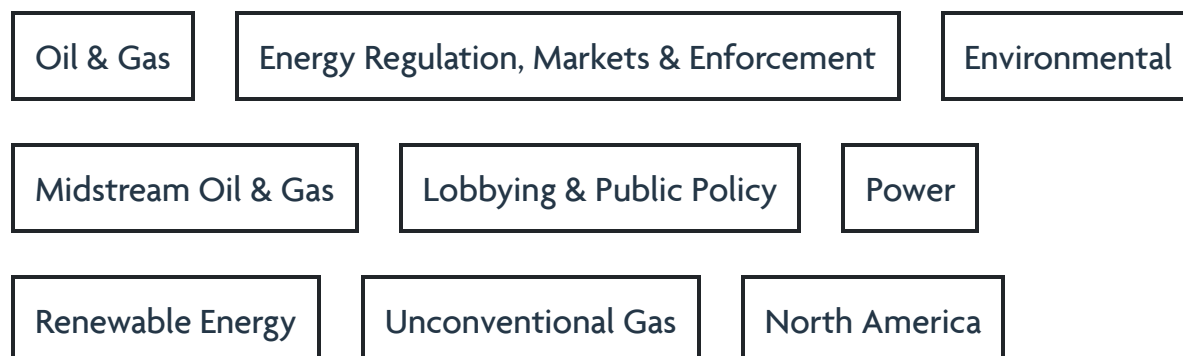 Oil & Gas Energy Regulation, Markets & Enforcement Environmental
Midstream Oil & Gas Lobbying & Public Policy Power
Renewable Energy Unconventional Gas North America